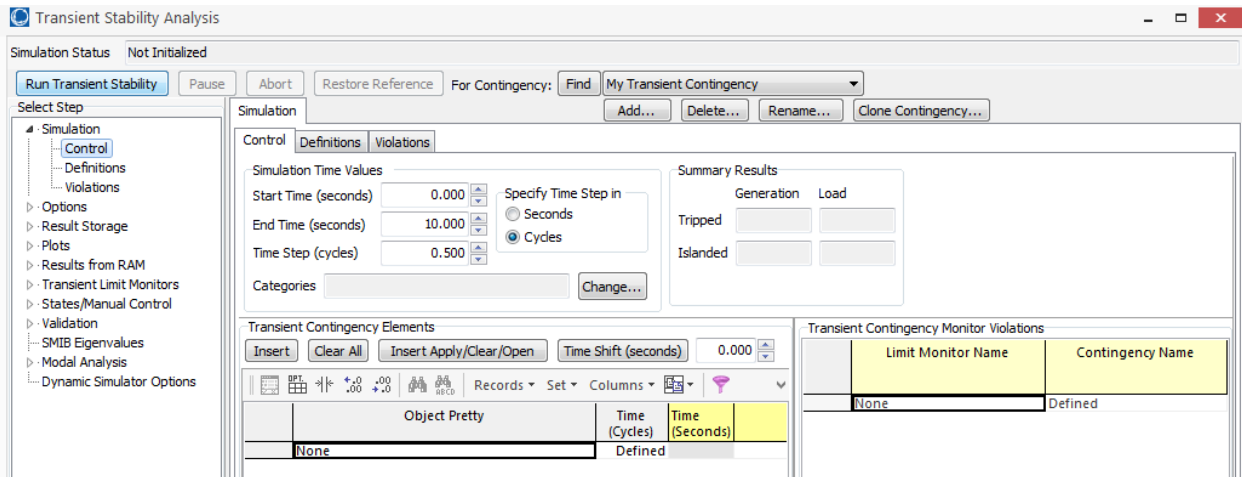 Transient Stability Analysis
Simulation Status Not Initialized
Run Transient Stability Pause Abort Restore Reference For Contingency: Find My Transient Contingency
Add... Delete... Rename... Clone Contingency...
Select Step
Simulation
Control
Definitions
Violations
Options
Result Storage
Plots
Results from RAM
Transient Limit Monitors
States/Manual Control
Validation
SMIB Eigenvalues
Modal Analysis
Dynamic Simulator Options
Simulation
Control Definitions Violations
Simulation Time Values
Start Time (seconds) 0.000
End Time (seconds) 10.000
Time Step (cycles) 0.500
Specify Time Step in
Seconds
Cycles
Categories Change...
Summary Results
Generation Load
Tripped
Islanded
Transient Contingency Elements
Insert Clear All Insert Apply/Clear/Open Time Shift (seconds) 0.000
Records Set Columns
Object Pretty Time (Cycles) Time (Seconds)
None Defined
Transient Contingency Monitor Violations
Limit Monitor Name Contingency Name
None Defined